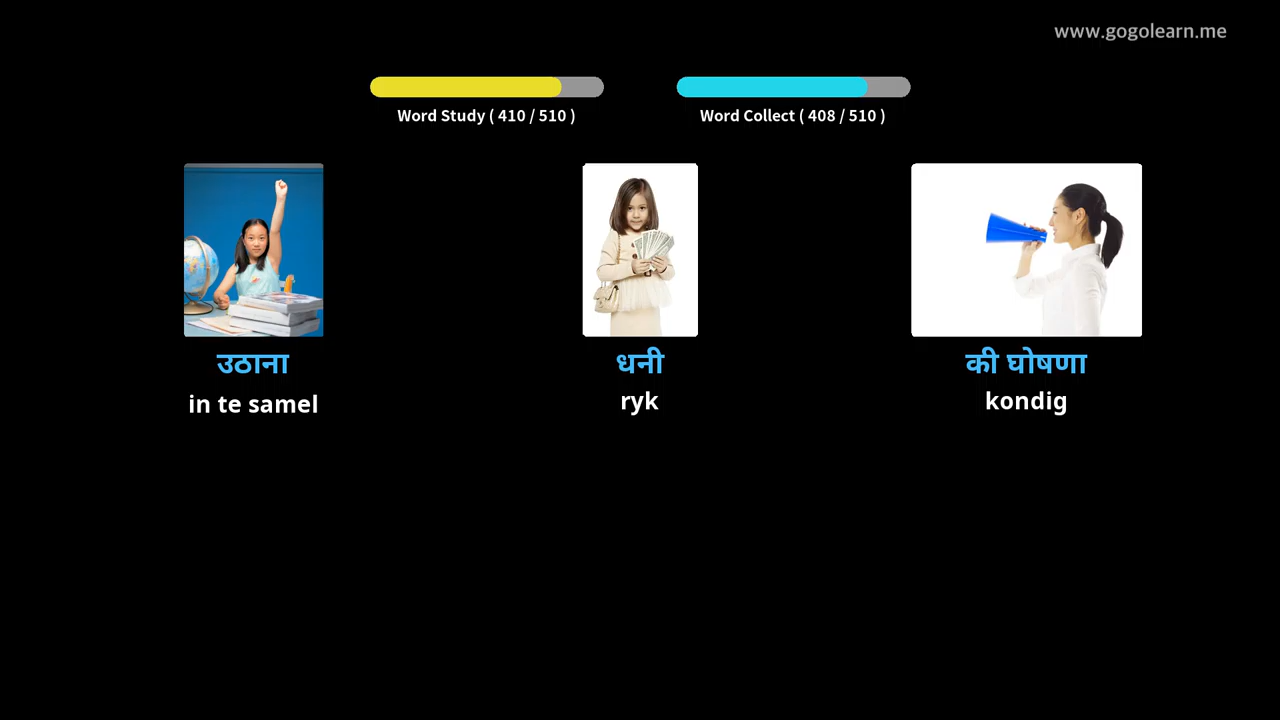 www.gogolearn.me
Word Study ( 410 / 510 )
Word Collect ( 408 / 510 )
उठाना
धनी
की घोषणा
in te samel
ryk
kondig